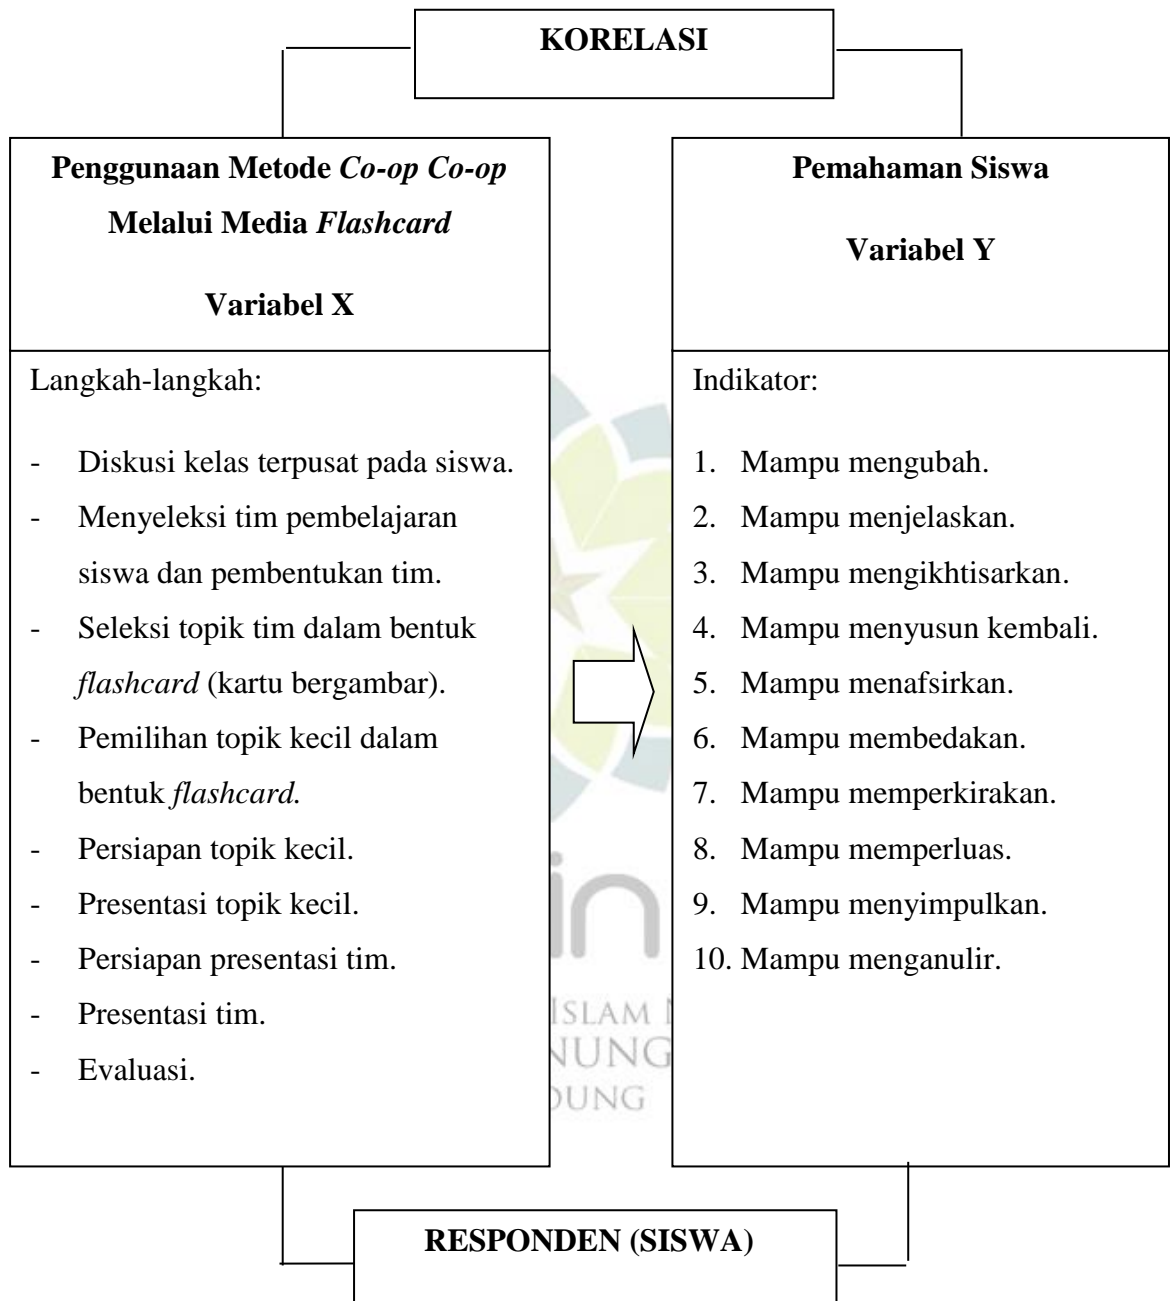 KORELASI
Penggunaan Metode Co-op Co-op
Melalui Media Flashcard
Variabel X
Langkah-langkah:
- Diskusi kelas terpusat pada siswa.
- Menyeleksi tim pembelajaran
siswa dan pembentukan tim.
- Seleksi topik tim dalam bentuk
flashcard (kartu bergambar).
- Pemilihan topik kecil dalam
bentuk flashcard.
- Persiapan topik kecil.
- Presentasi topik kecil.
- Persiapan presentasi tim.
- Presentasi tim.
- Evaluasi.
Pemahaman Siswa
Variabel Y
Indikator:
1. Mampu mengubah.
2. Mampu menjelaskan.
3. Mampu mengikhtisarkan.
4. Mampu menyusun kembali.
5. Mampu menafsirkan.
6. Mampu membedakan.
7. Mampu memperkirakan.
8. Mampu memperluas.
9. Mampu menyimpulkan.
10. Mampu menganulir.
ISLAM
RESPONDEN (SISWA)